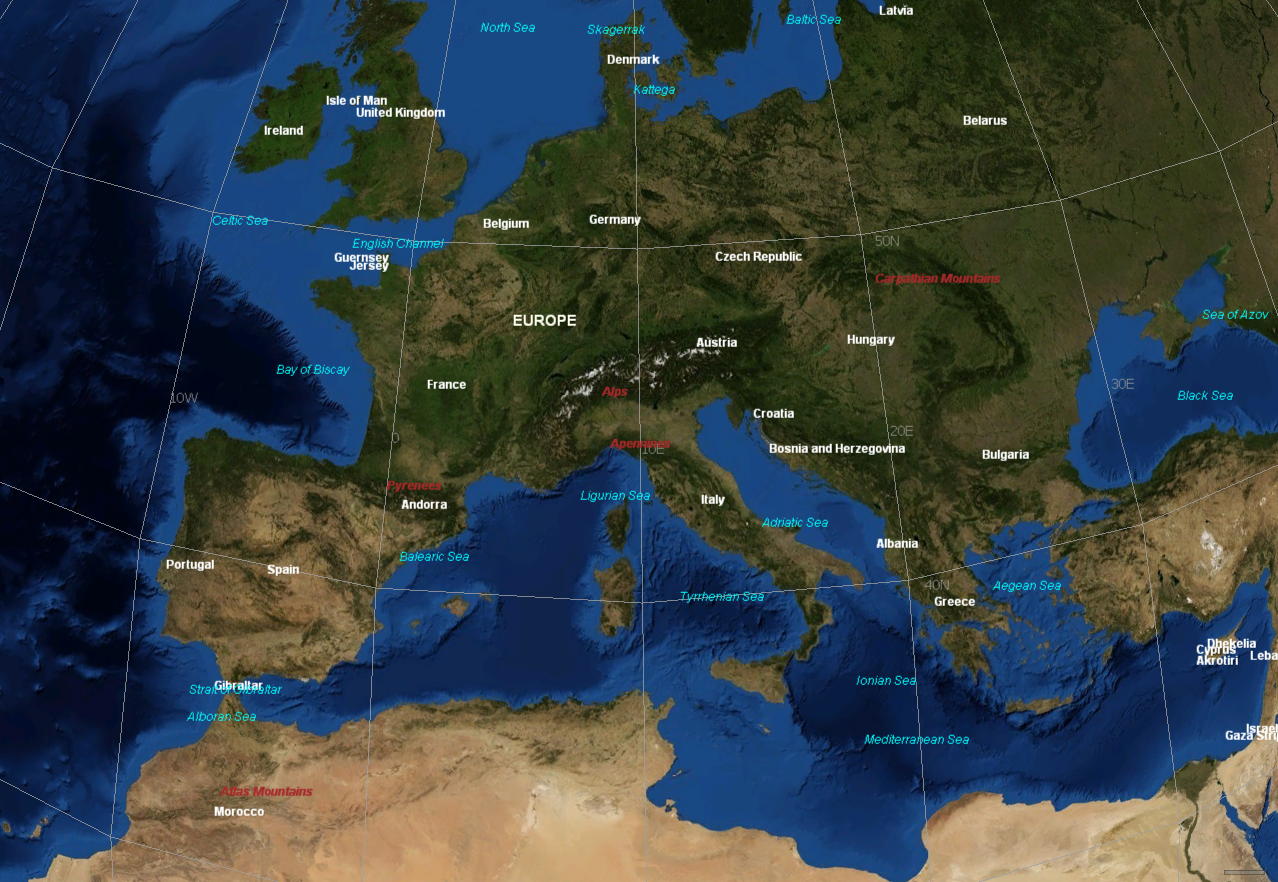 Latvia
Baltic Sea
North Sea
Skagerrak
Denmark
Kattega
Isle of Man
United Kingdom
Ireland
Belarus
Celtic Sea
Belgium
Germany
English Channel
50N
Guernsey
Jersey
Czech Republic
Carpathian Mountains
Sea of Azov
EUROPE
Austria
Hungary
Bay of Biscay
France
Alps
30E
Black Sea
10W
Croatia
0
Apennines
10E
Bosnia and Herzegovina
20E
Bulgaria
Pyrenees
Andorra
Ligurian Sea
Italy
Adriatic Sea
Albania
Balearic Sea
Portugal
Spain
40N
Aegean Sea
Tyrrhenian Sea
Greece
Dhekelia
Cyprus
Akrotiri
Leba
Gibraltar
Strait of Gibraltar
Ionian Sea
Alboran Sea
Israel
Gaza Stri
Mediterranean Sea
Atlas Mountains
Morocco